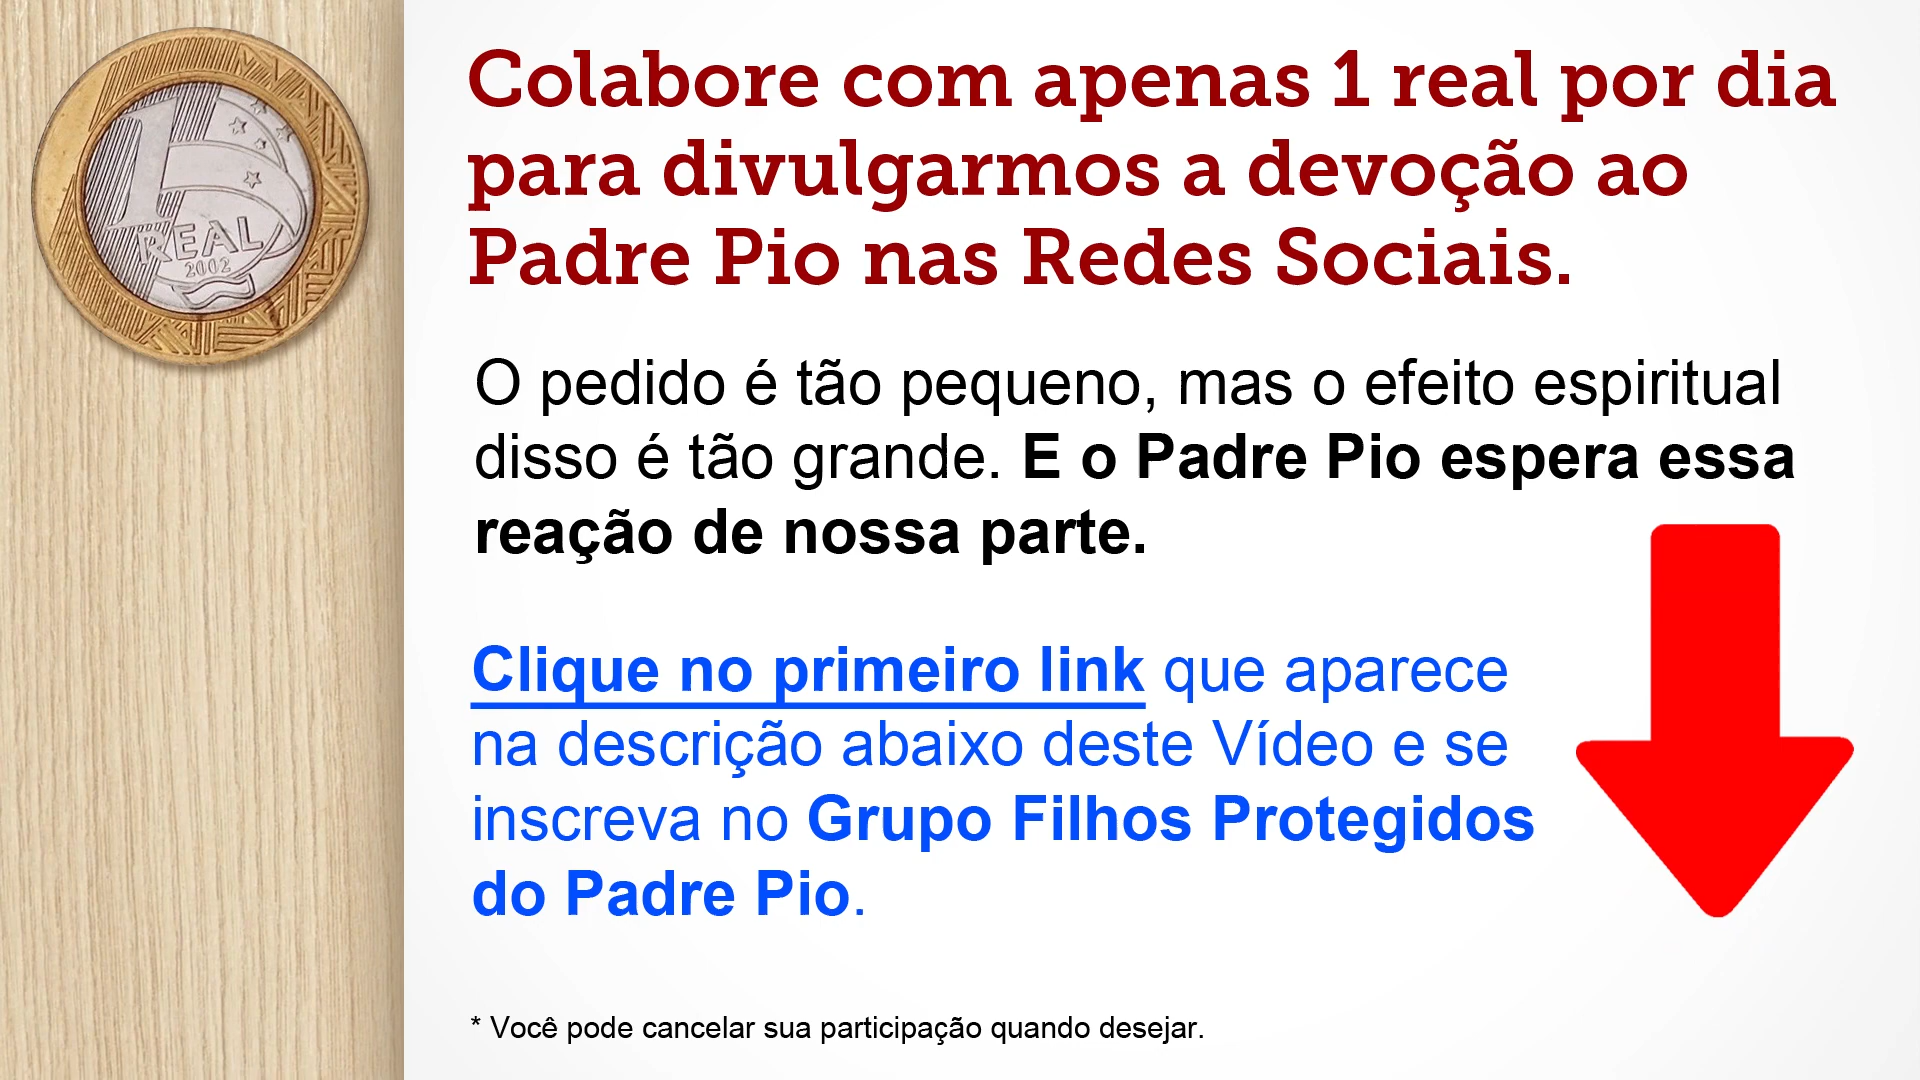 1
REAL
2002
Colabore com apenas 1 real por dia
para divulgarmos a devoção ao
Padre Pio nas Redes Sociais.
O pedido é tão pequeno, mas o efeito espiritual
disso é tão grande. E o Padre Pio espera essa
reação de nossa parte.
Clique no primeiro link que aparece
na descrição abaixo deste Vídeo e se
inscreva no Grupo Filhos Protegidos
do Padre Pio.
* Você pode cancelar sua participação quando desejar.